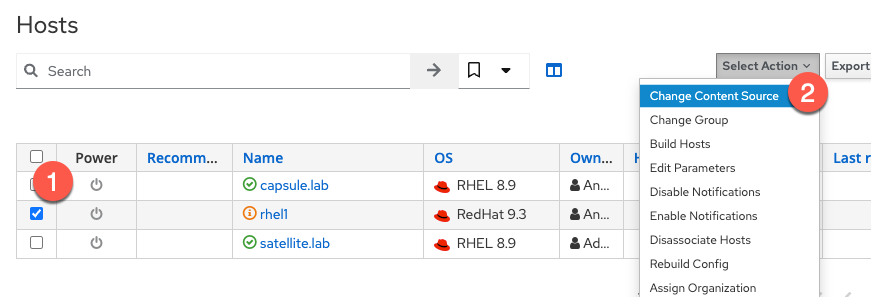 Hosts
Search
Select Action
Export
Change Content Source
2
Change Group
Build Hosts
Edit Parameters
Disable Notifications
Enable Notifications
Disassociate Hosts
Rebuild Config
Assign Organization
Power Recomm... Name OS Own... Last r
1
capsule.lab RHEL 8.9 An...
rhel1 RedHat 9.3 An...
satellite.lab RHEL 8.9 Ad...